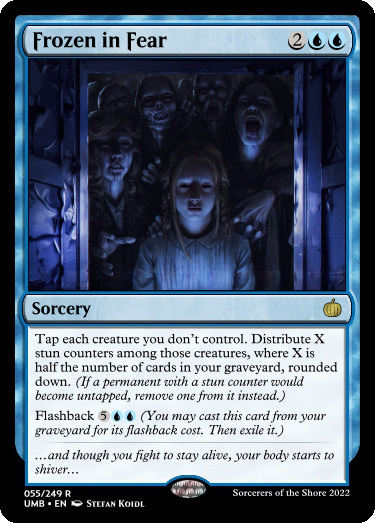 Frozen in Fear 2
Sorcery
Tap each creature you don't control. Distribute X
stun counters among those creatures, where X is
half the number of cards in your graveyard, rounded
down. (If a permanent with a stun counter would
become untapped, remove one from it instead.)
Flashback 5 (You may cast this card from your
graveyard for its flashback cost. Then exile it.)
…and though you fight to stay alive, your body starts to
shiver…
055/249 R Sorcerers of the Shore 2022
UMB • EN Stefan Koidl